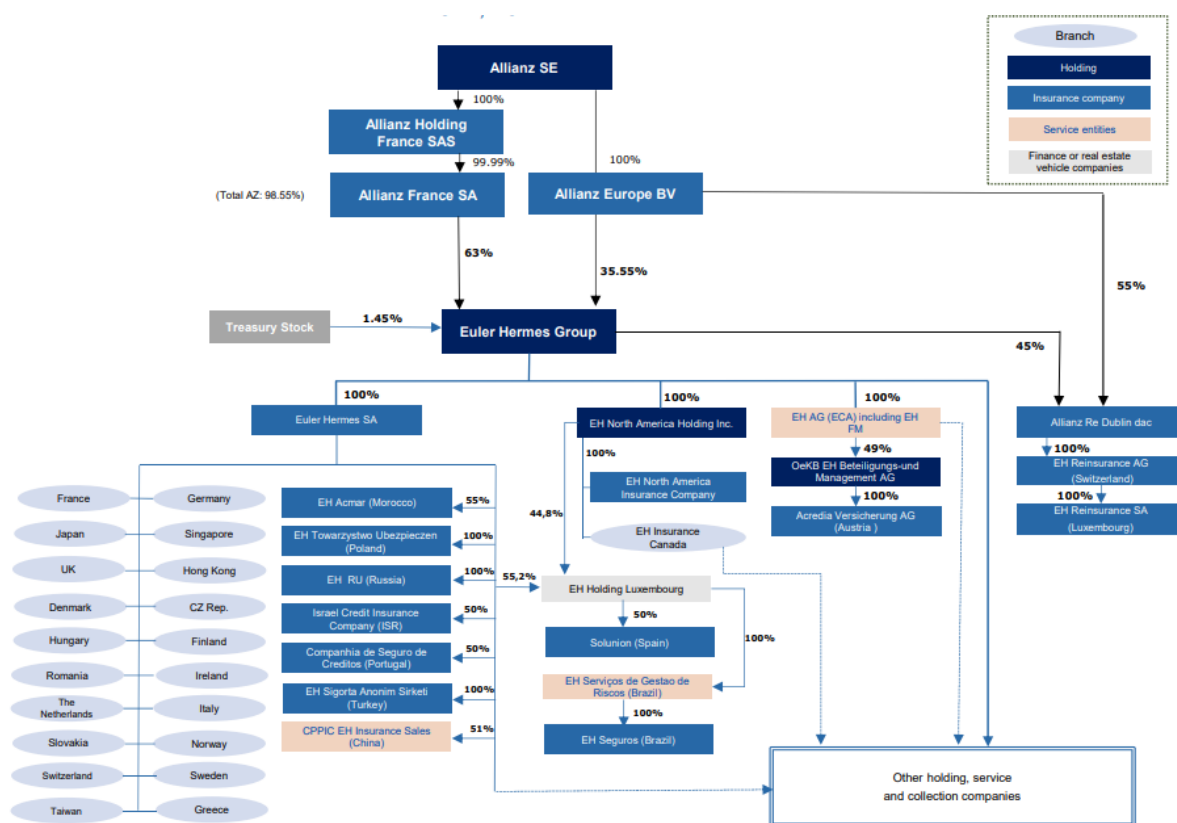 Branch
Holding
Insurance company
Service entities
Finance or real estate
vehicle companies
Allianz SE
100%
Allianz Holding
France SAS
99.99%
100%
(Total AZ: 98.55%)
Allianz France SA
Allianz Europe BV
63%
35.55%
55%
Treasury Stock
1.45%
Euler Hermes Group
45%
100%
Euler Hermes SA
100%
EH North America Holding Inc.
100%
EH AG (ECA) including EH
FM
Allianz Re Dublin dac
100%
EH North America
Insurance Company
49%
OeKB EH Beteiligungs-und
Management AG
100%
Acredia Versicherung AG
(Austria )
100%
EH Reinsurance AG
(Switzerland)
100%
EH Reinsurance SA
(Luxembourg)
France
Germany
Japan
Singapore
UK
Hong Kong
Denmark
CZ Rep.
Hungary
Finland
Romania
Ireland
The
Netherlands
Italy
Slovakia
Norway
Switzerland
Sweden
Taiwan
Greece
EH Acmar (Morocco)
55%
EH Towarzystwo Ubezpieczen
(Poland)
100%
EH RU (Russia)
100%
Israel Credit Insurance
Company (ISR)
50%
Companhia de Seguro de
Creditos (Portugal)
50%
EH Sigorta Anonim Sirketi
(Turkey)
100%
CPPIC EH Insurance Sales
(China)
51%
44,8%
EH Insurance
Canada
55,2%
EH Holding Luxembourg
50%
Solunion (Spain)
100%
EH Serviços de Gestao de
Riscos (Brazil)
100%
EH Seguros (Brazil)
Other holding, service
and collection companies